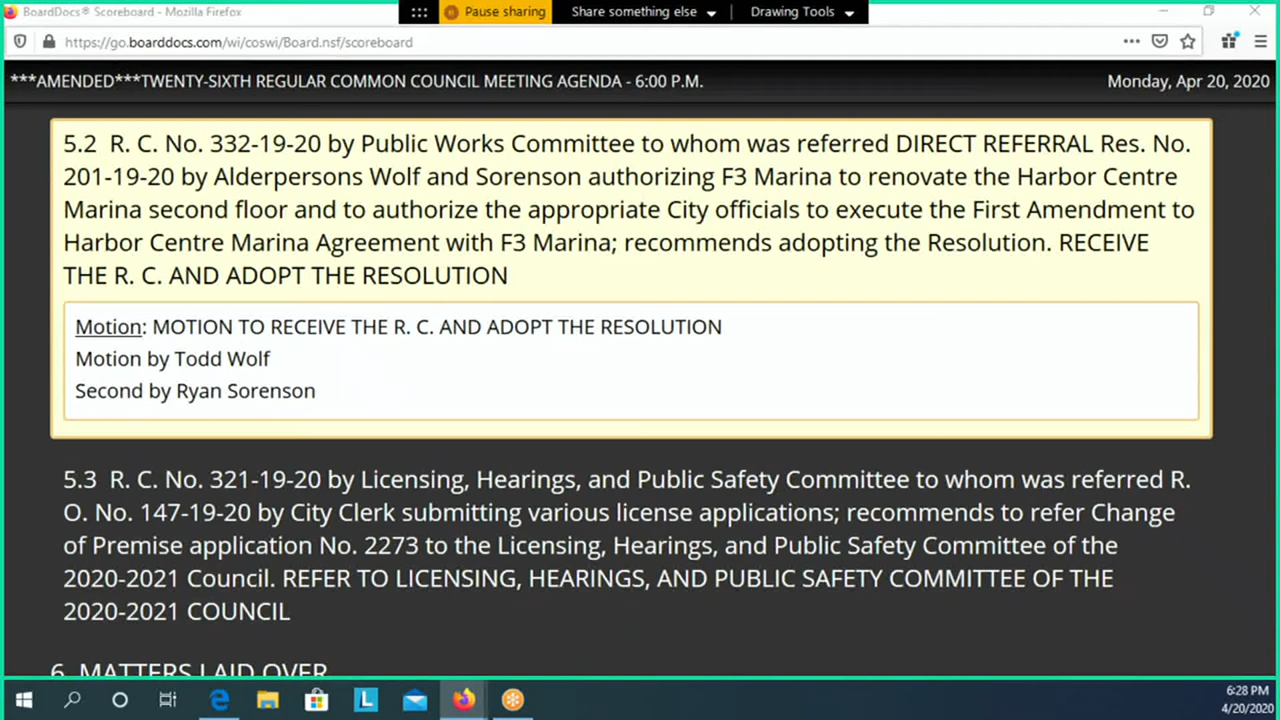 BoardDocs® Scoreboard - Mozilla Firefox
Pause sharing
Share something else
Drawing Tools
https://go.boarddocs.com/wi/coswi/Board.nsf/scoreboard
***AMENDED***TWENTY-SIXTH REGULAR COMMON COUNCIL MEETING AGENDA - 6:00 P.M.
Monday, Apr 20, 2020
5.2 R. C. No. 332-19-20 by Public Works Committee to whom was referred DIRECT REFERRAL Res. No.
201-19-20 by Alderpersons Wolf and Sorenson authorizing F3 Marina to renovate the Harbor Centre
Marina second floor and to authorize the appropriate City officials to execute the First Amendment to
Harbor Centre Marina Agreement with F3 Marina; recommends adopting the Resolution. RECEIVE
THE R. C. AND ADOPT THE RESOLUTION
Motion: MOTION TO RECEIVE THE R. C. AND ADOPT THE RESOLUTION
Motion by Todd Wolf
Second by Ryan Sorenson
5.3 R. C. No. 321-19-20 by Licensing, Hearings, and Public Safety Committee to whom was referred R.
O. No. 147-19-20 by City Clerk submitting various license applications; recommends to refer Change
of Premise application No. 2273 to the Licensing, Hearings, and Public Safety Committee of the
2020-2021 Council. REFER TO LICENSING, HEARINGS, AND PUBLIC SAFETY COMMITTEE OF THE
2020-2021 COUNCIL
6. MATTERS LAID OVER
L
6:28 PM
4/20/2020